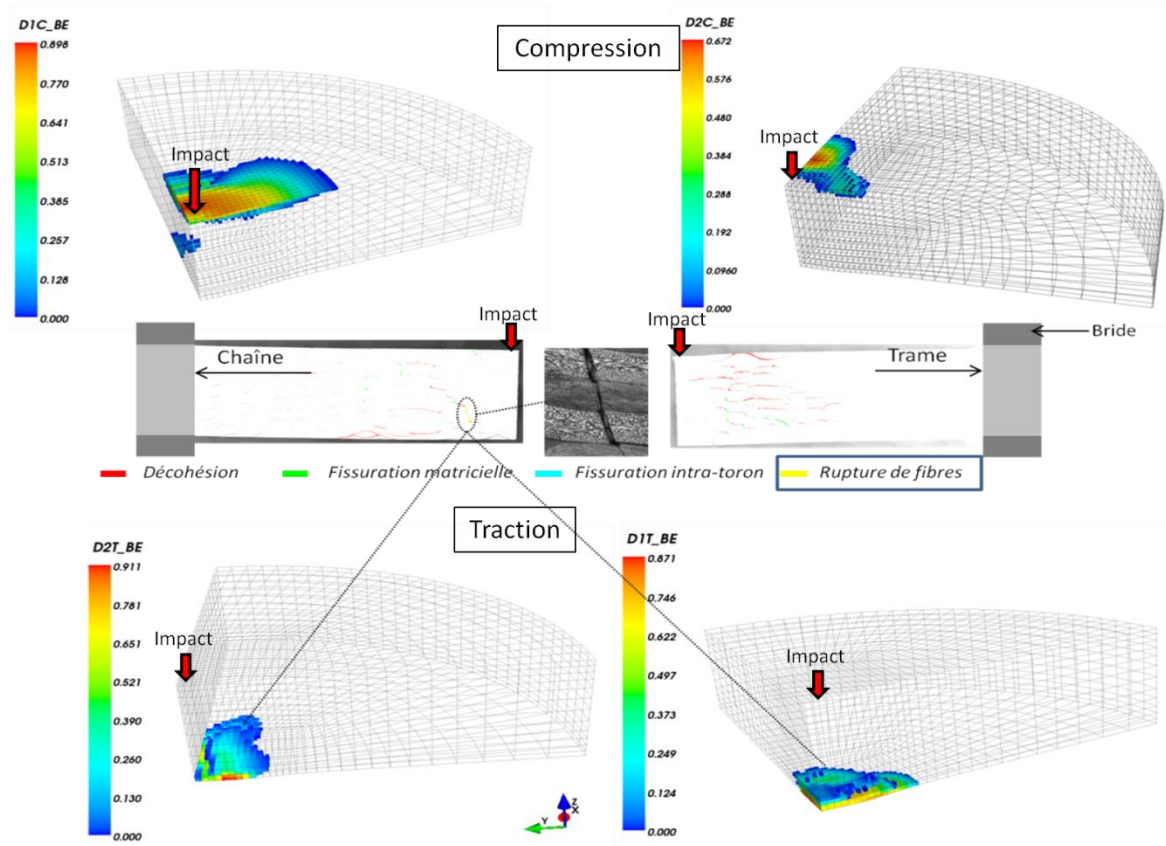 D1C_BE
0.898
0.770
0.641
0.513
0.385
0.257
0.128
0.000
Impact
Compression
D2C_BE
0.672
0.576
0.480
0.384
0.288
0.192
0.0960
0.000
Impact
Impact
Chaîne
Impact
Trame
Bride
Décohésion
Fissuration matricielle
Fissuration intra-toron
Rupture de fibres
Traction
D2T_BE
0.911
0.781
0.651
0.521
0.390
0.260
0.130
0.000
Impact
Z
X
Y
D1T_BE
0.871
0.746
0.622
0.497
0.373
0.249
0.124
0.000
Impact